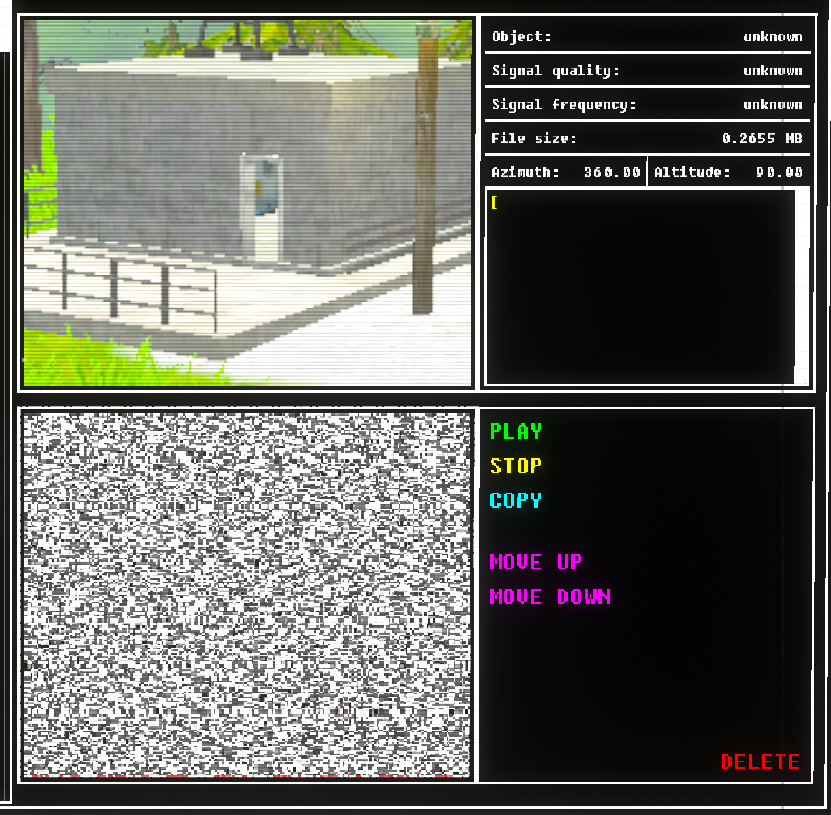 Object: unknown
Signal quality: unknown
Signal frequency: unknown
File size: 0.2655 MB
Azimuth: 360.00 Altitude: 90.00
[
PLAY
STOP
COPY
MOVE UP
MOVE DOWN
DELETE